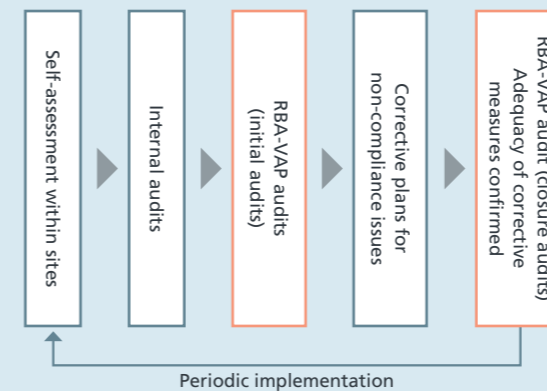 Self-assessment within sites
Internal audits
RBA-VAP audits
(initial audits)
Corrective plans for
non-compliance issues
RBA-VAP audit (closure audits)
Adequacy of corrective
measures confirmed
Periodic implementation